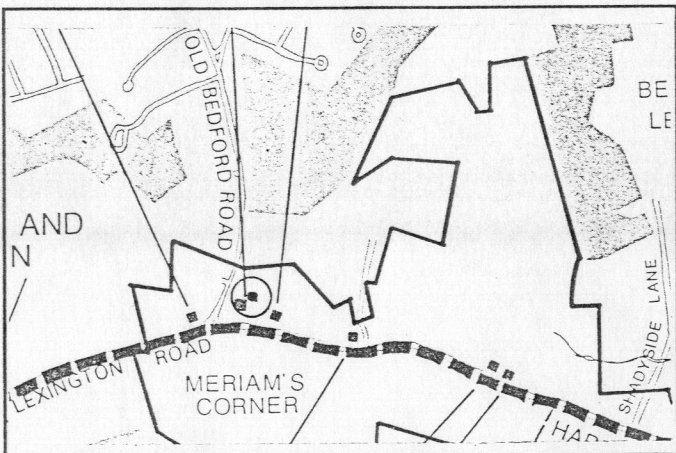 OLD BEDFORD ROAD
BE
LE
AND
N
SHADYSIDE LANE
LEXINGTON ROAD
MERIAM'S
CORNER
HAR